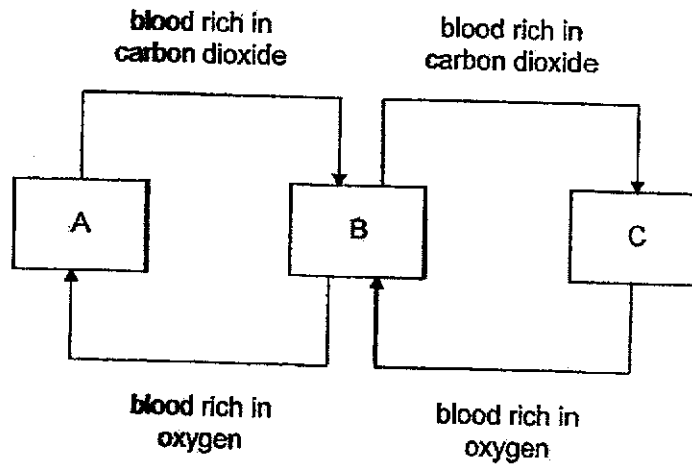 blood rich in
carbon dioxide
blood rich in
carbon dioxide
A
B
C
blood rich in
oxygen
blood rich in
oxygen